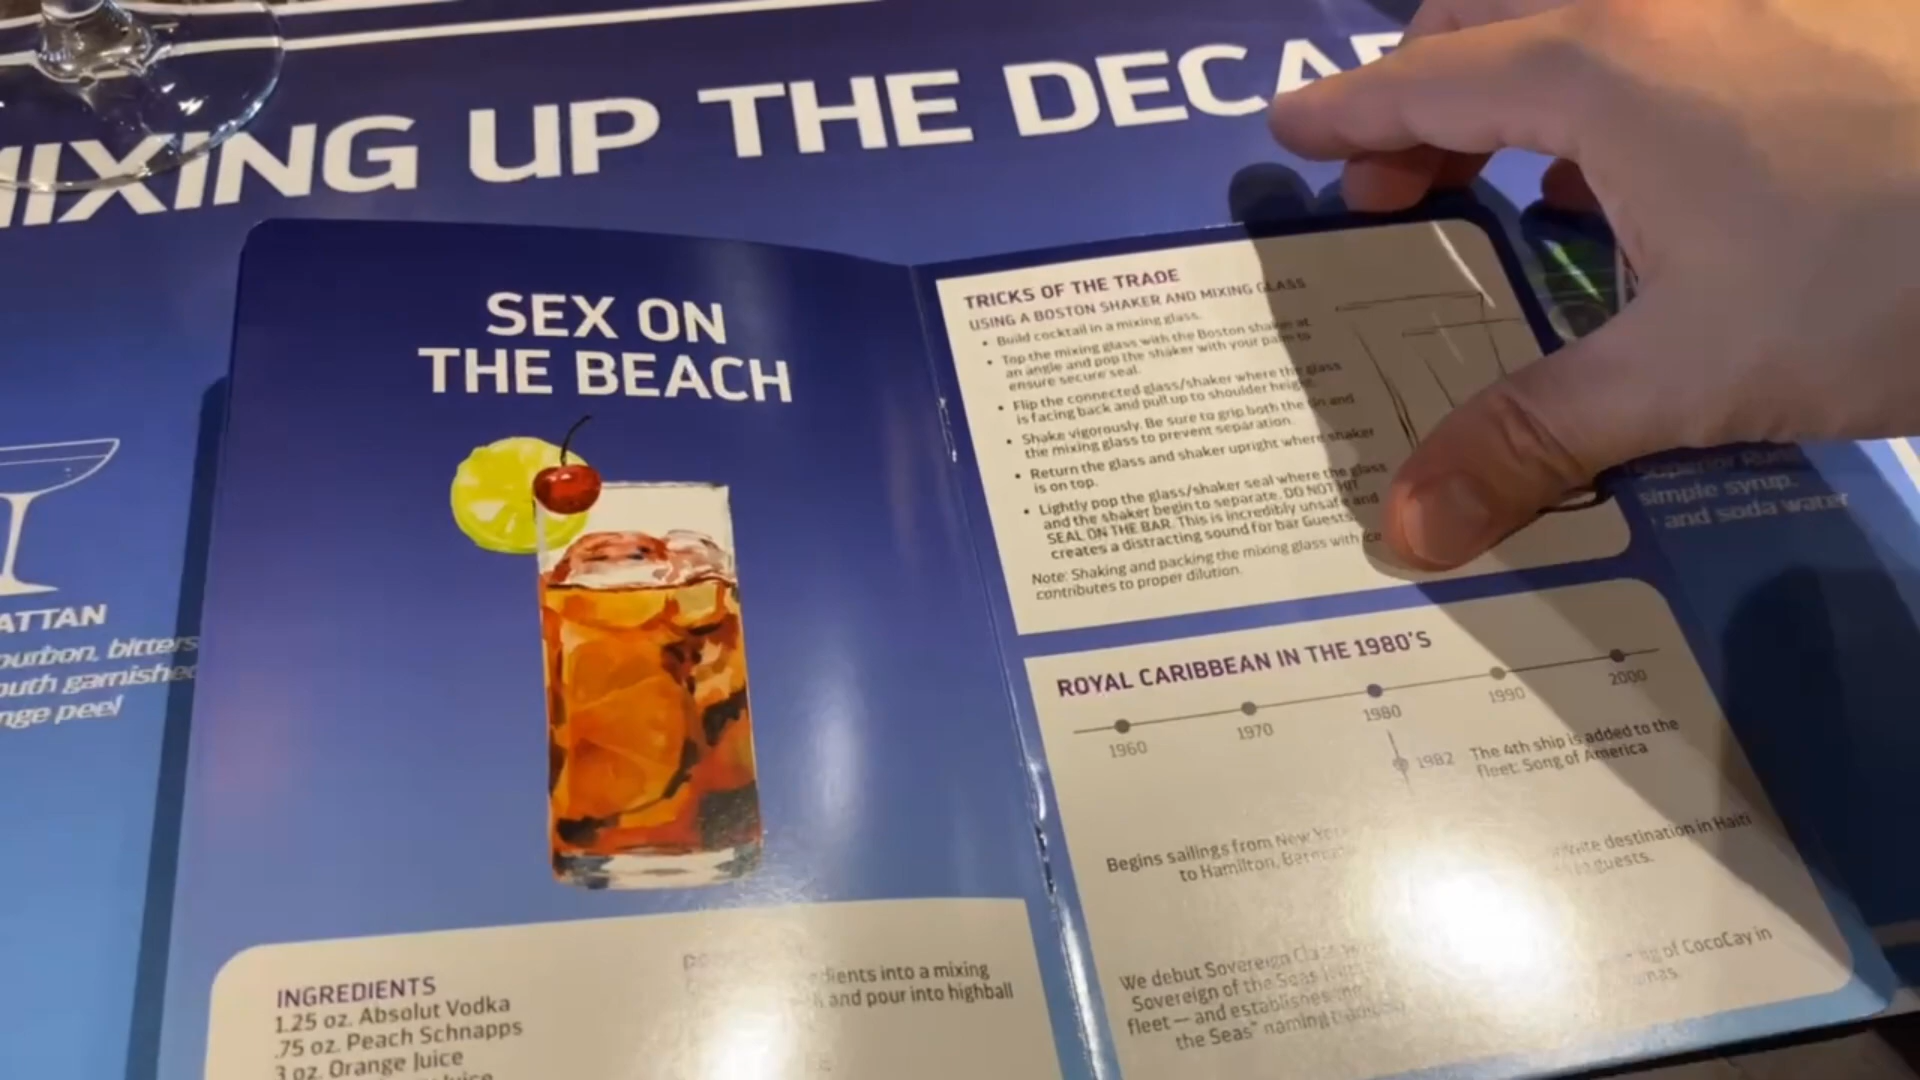 MIXING UP THE DECA
SEX ON
THE BEACH
INGREDIENTS
1.25 oz. Absolut Vodka
.75 oz. Peach Schnapps
3 oz. Orange Juice
into a mixing
and pour into highball
TRICKS OF THE TRADE
USING A BOSTON SHAKER AND MIXING GLASS
• Build cocktail in a mixing glass.
• Top the mixing glass with the Boston shaker at
an angle and pop the shaker with your palm to
ensure secure seal.
• Flip the connected glass/shaker where the glass
is facing back and pull up to shoulder height.
• Shake vigorously. Be sure to grip both the tin and
the mixing glass to prevent separation.
• Return the glass and shaker upright where shaker
is on top.
• Lightly pop the glass/shaker seal where the glass
and the shaker begin to separate. DO NOT HIT
SEAL ON THE BAR. This is incredibly unsafe and
creates a distracting sound for bar Guests.
Note: Shaking and packing the mixing glass with ice
contributes to proper dilution.
ROYAL CARIBBEAN IN THE 1980'S
1960
1970
1980
1990
2000
1982
The 4th ship is added to the
fleet: Song of America
Begins sailings from New
to Hamilton,
destination in Haiti
guests.
We debut Sovereign
Sovereign of the Seas
fleet — and establishes
the Seas" naming
of CocoCay in
ATTAN
bourbon, bitters
garnished
peel
simple syrup,
and soda water